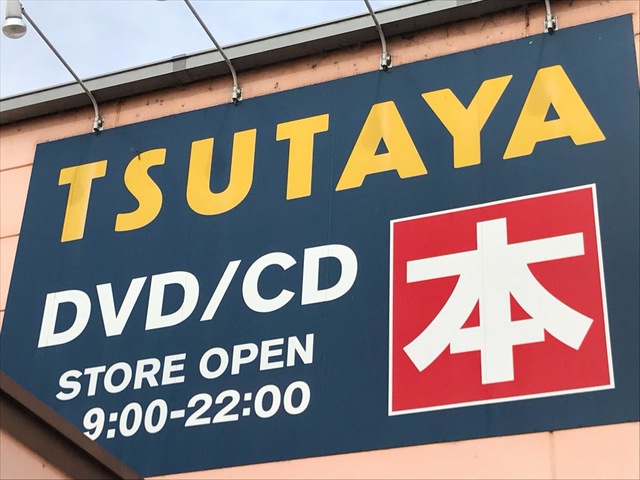 TSUTAYA
DVD/CD
STORE OPEN
9:00-22:00
本